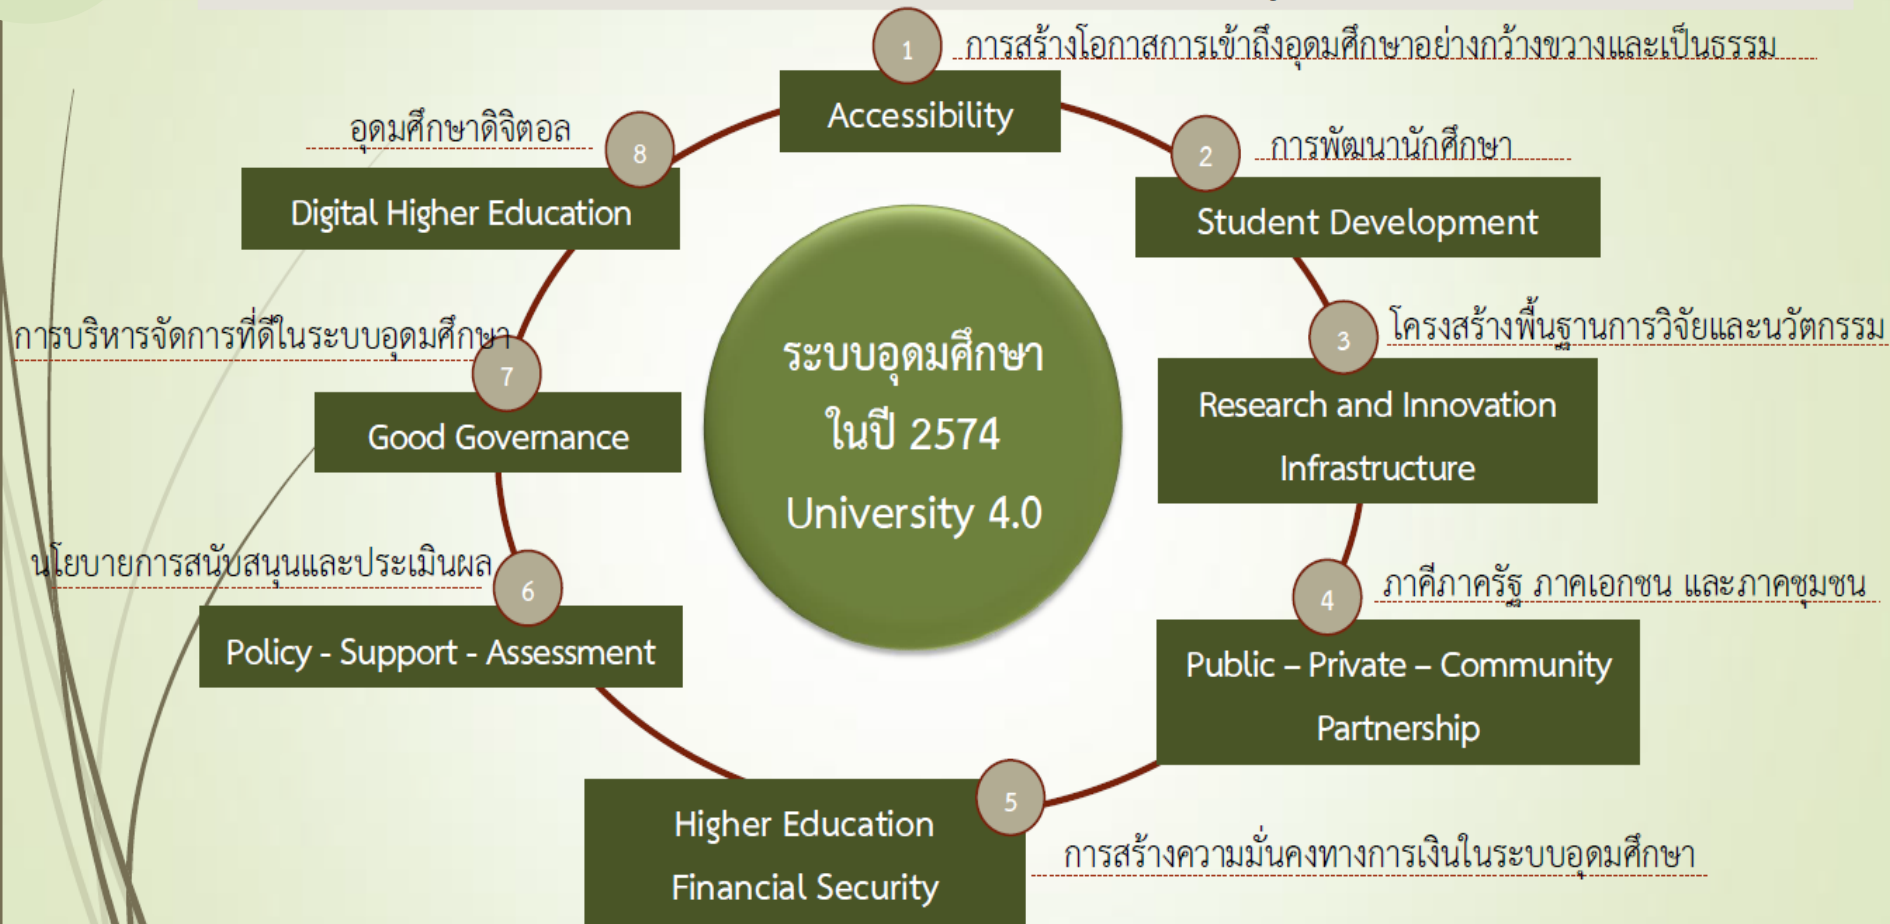 1
การสร้างโอกาสการเข้าถึงอุดมศึกษาอย่างกว้างขวางและเป็นธรรม
Accessibility
2
การพัฒนานักศึกษา
Student Development
3
โครงสร้างพื้นฐานการวิจัยและนวัตกรรม
Research and Innovation
Infrastructure
4
ภาคีภาครัฐ ภาคเอกชน และภาคชุมชน
Public – Private – Community
Partnership
5
การสร้างความมั่นคงทางการเงินในระบบอุดมศึกษา
Higher Education
Financial Security
6
นโยบายการสนับสนุนและประเมินผล
Policy - Support - Assessment
7
การบริหารจัดการที่ดีในระบบอุดมศึกษา
Good Governance
8
อุดมศึกษาดิจิตอล
Digital Higher Education
ระบบอุดมศึกษา
ในปี 2574
University 4.0